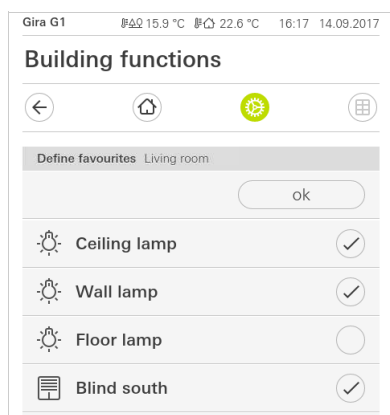 Gira G1 15.9 °C 22.6 °C 16:17 14.09.2017
Building functions
Define favourites Living room
ok
Ceiling lamp
Wall lamp
Floor lamp
Blind south